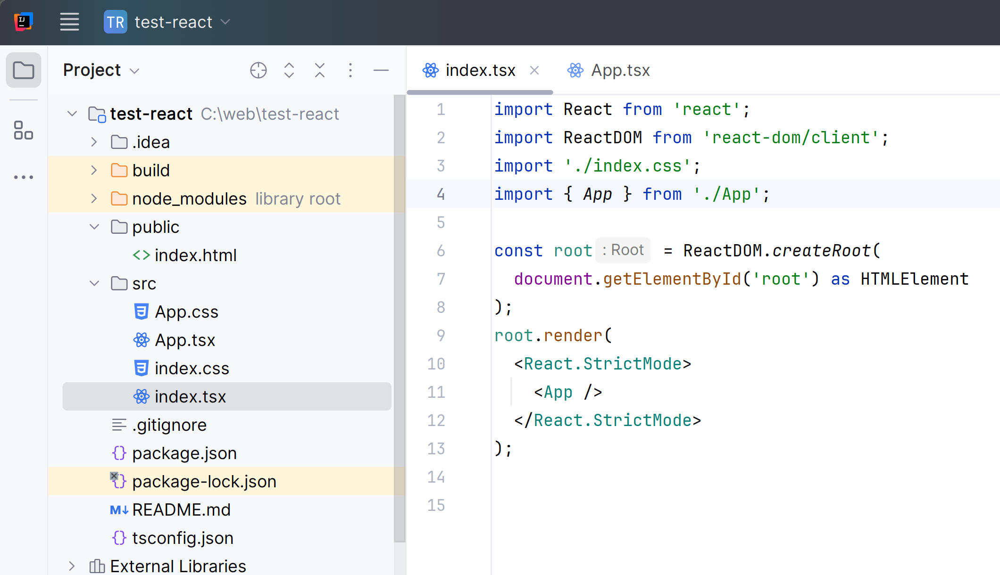 IJ
TR test-react
Project
index.tsx
App.tsx
test-react C:\web\test-react
.idea
build
node_modules library root
public
index.html
src
App.css
App.tsx
index.css
index.tsx
.gitignore
package.json
package-lock.json
M↓ README.md
tsconfig.json
External Libraries
1 import React from 'react';
2 import ReactDOM from 'react-dom/client';
3 import './index.css';
4 import { App } from './App';
5
6 const root : Root = ReactDOM.createRoot(
7 document.getElementById('root') as HTMLElement
8 );
9 root.render(
10 <React.StrictMode>
11 <App />
12 </React.StrictMode>
13 );
14
15